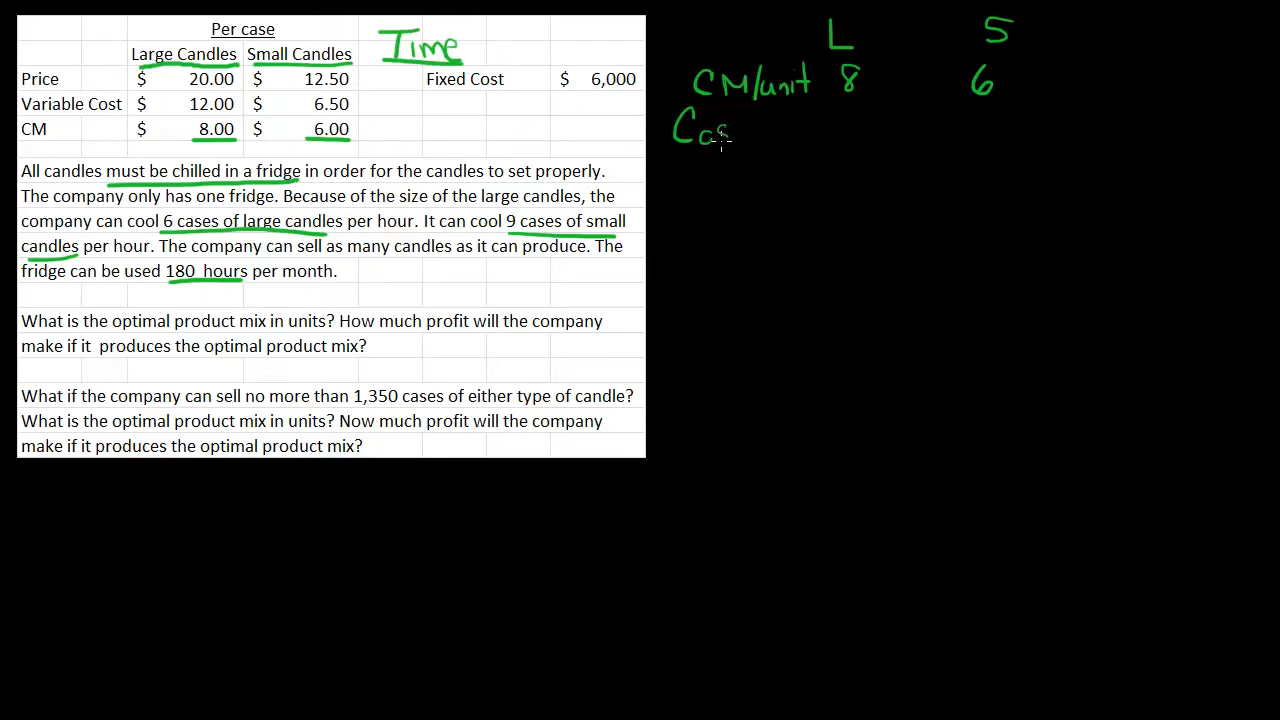 Per case
Large Candles Small Candles Time
Price $ 20.00 $ 12.50 Fixed Cost $ 6,000
Variable Cost $ 12.00 $ 6.50
CM $ 8.00 $ 6.00
All candles must be chilled in a fridge in order for the candles to set properly.
The company only has one fridge. Because of the size of the large candles, the
company can cool 6 cases of large candles per hour. It can cool 9 cases of small
candles per hour. The company can sell as many candles as it can produce. The
fridge can be used 180 hours per month.
What is the optimal product mix in units? How much profit will the company
make if it produces the optimal product mix?
What if the company can sell no more than 1,350 cases of either type of candle?
What is the optimal product mix in units? Now much profit will the company
make if it produces the optimal product mix?
L S
CM/unit 8 6
Cas